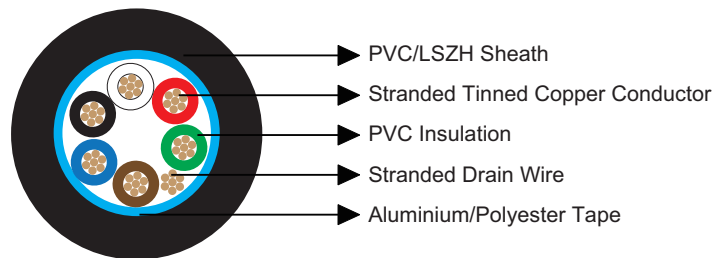 PVC/LSZH Sheath
Stranded Tinned Copper Conductor
PVC Insulation
Stranded Drain Wire
Aluminium/Polyester Tape